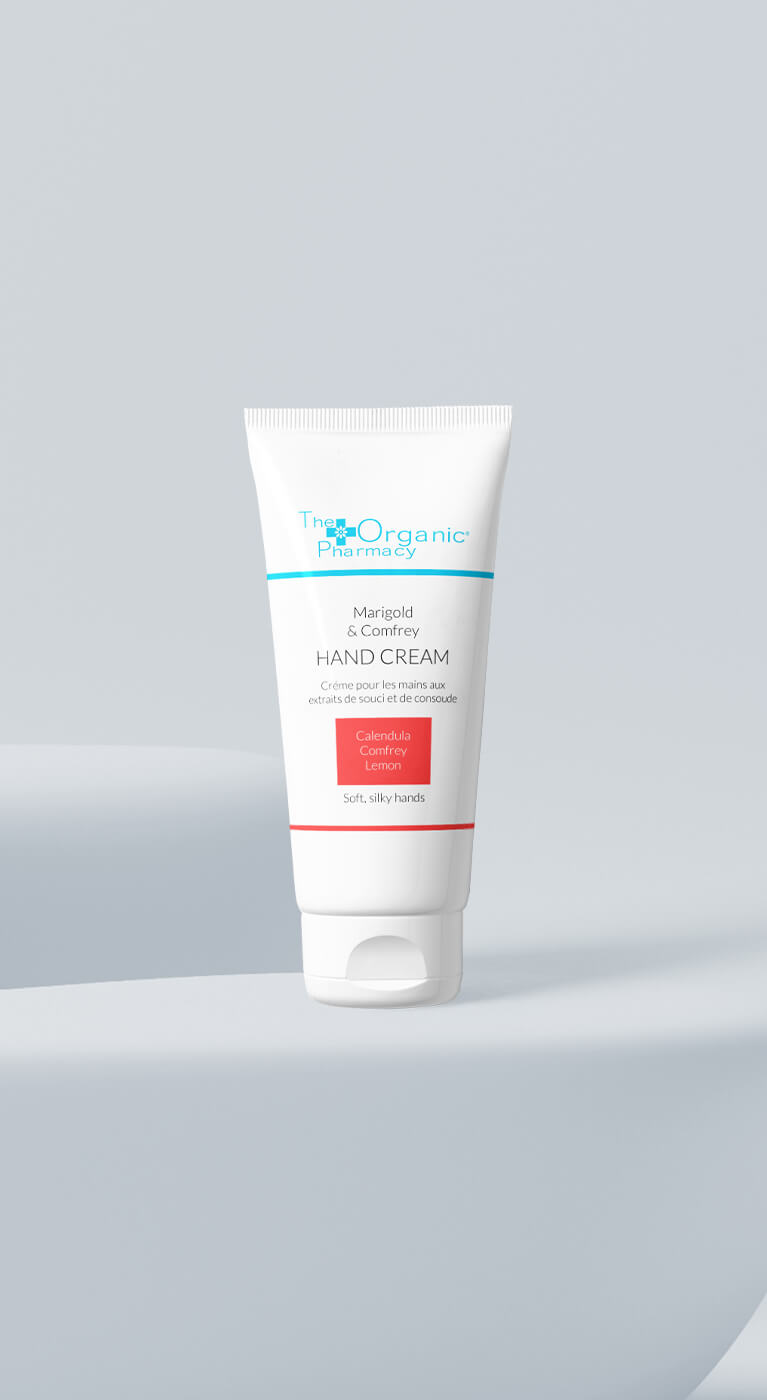 The Organic®
Pharmacy
Marigold
& Comfrey
HAND CREAM
Créme pour les mains aux
extraits de souci et de consoude
Calendula
Comfrey
Lemon
Soft, silky hands